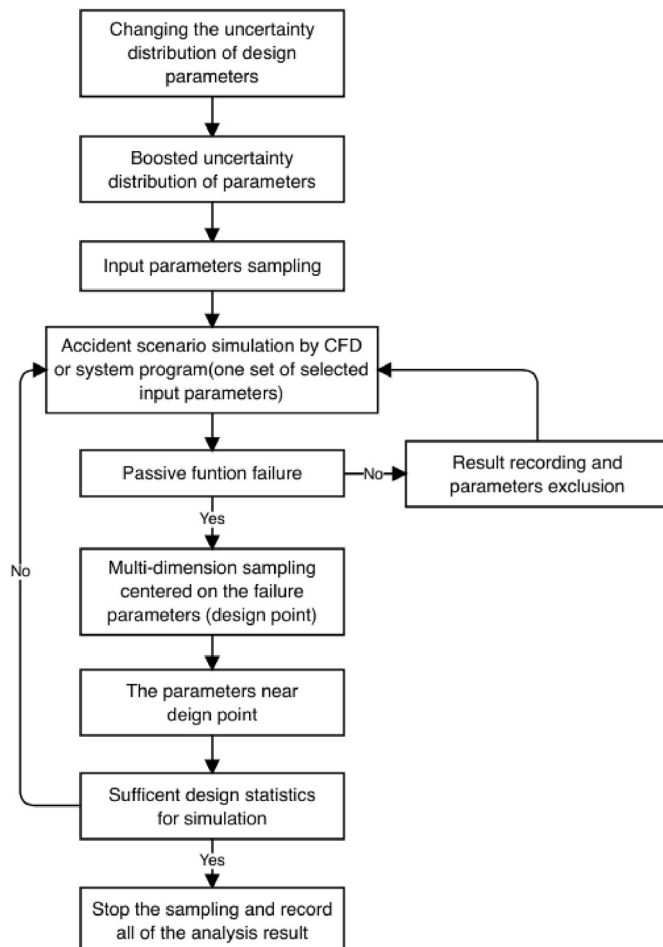 Changing the uncertainty
distribution of design
parameters
Boosted uncertainty
distribution of parameters
Input parameters sampling
Accident scenario simulation by CFD
or system program(one set of selected
input parameters)
Passive funtion failure
No
Result recording and
parameters exclusion
Yes
No
Multi-dimension sampling
centered on the failure
parameters (design point)
The parameters near
deign point
Sufficent design statistics
for simulation
Yes
Stop the sampling and record
all of the analysis result